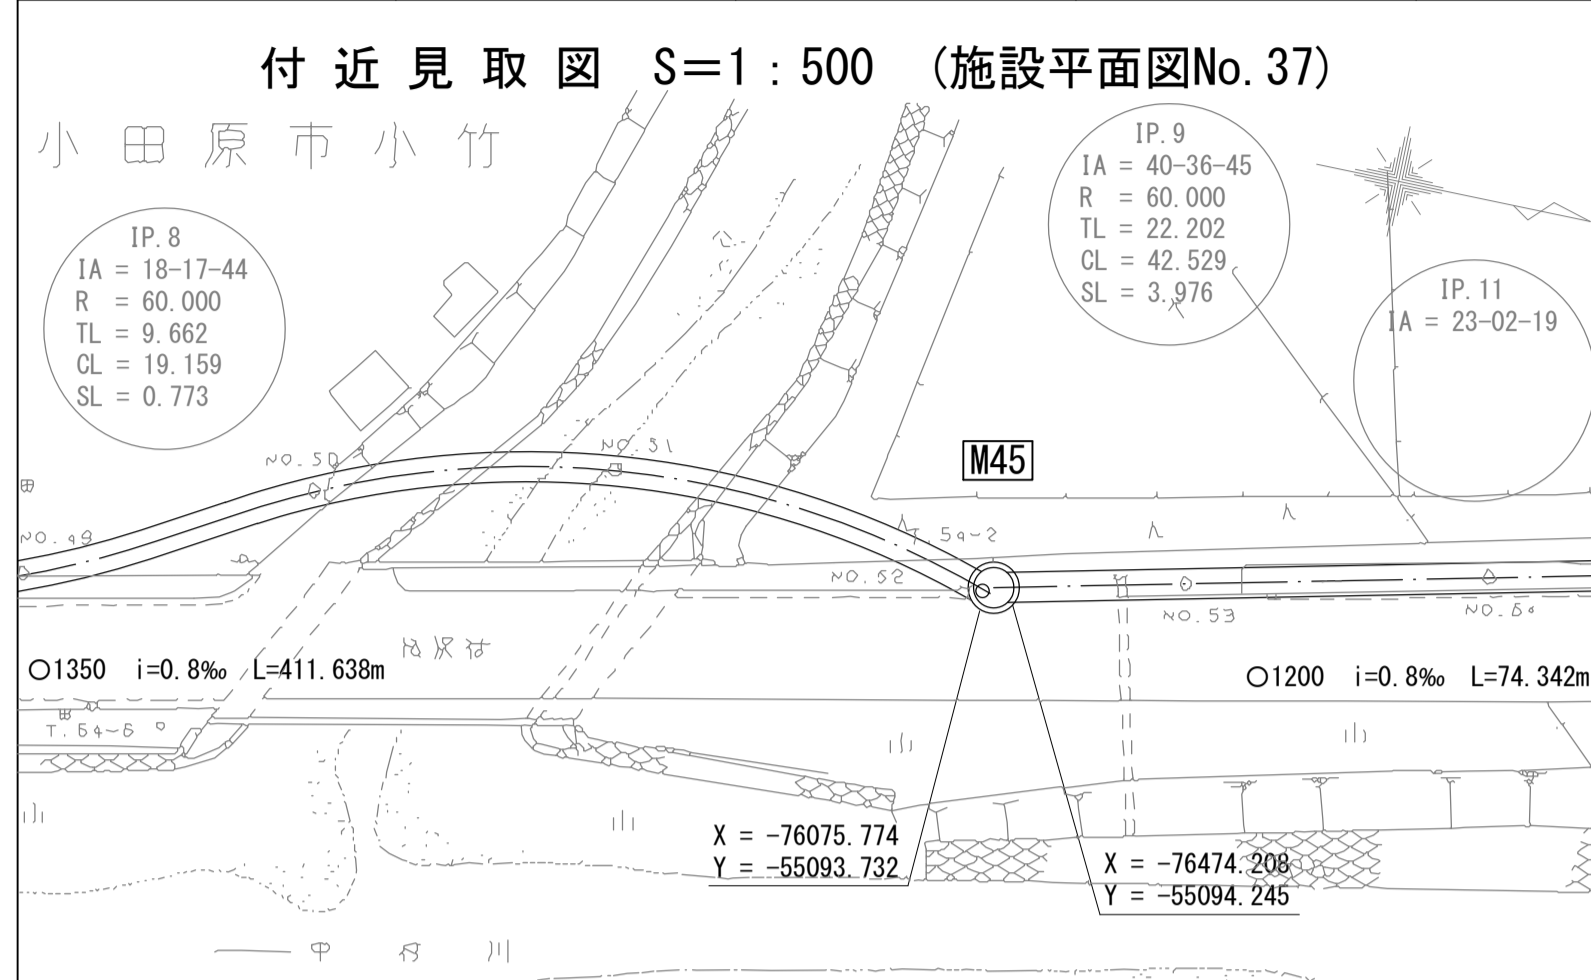 付近見取図 S=1:500 (施設平面図No.37)
小田原市小竹
IP.8
IA = 18-17-44
R = 60.000
TL = 9.662
CL = 19.159
SL = 0.773
IP.9
IA = 40-36-45
R = 60.000
TL = 22.202
CL = 42.529
SL = 3.976
IP.11
IA = 23-02-19
NO.50
NO.51
M45
NO.49
T.54-2
NO.52
NO.53
○1350 i=0.8‰ L=411.638m
○1200 i=0.8‰ L=74.342m
X = -76075.774
Y = -55093.732
X = -76474.208
Y = -55094.245